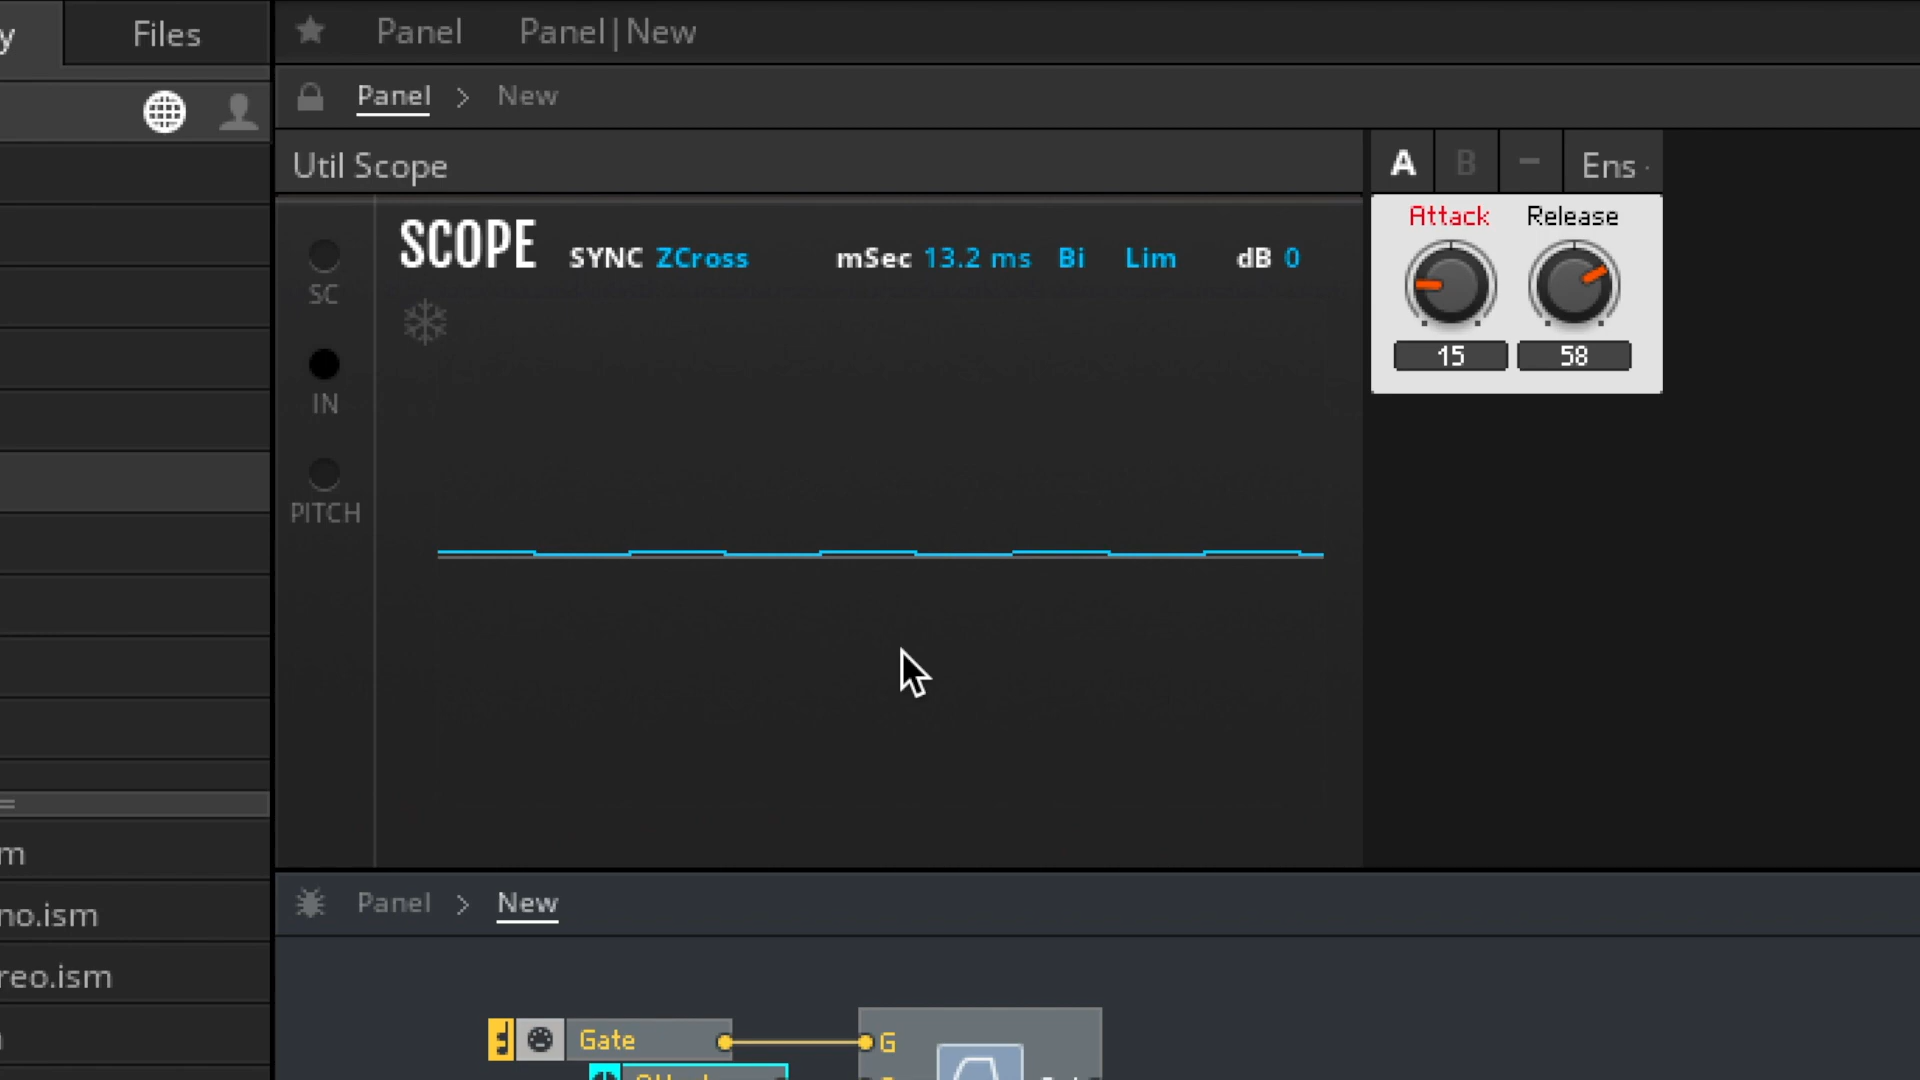 y
Files
Panel
Panel|New
Panel > New
Util Scope
A B – Ens
SCOPE SYNC ZCross mSec 13.2 ms Bi Lim dB 0
Attack Release
15 58
SC
IN
PITCH
m
no.ism
reo.ism
Panel > New
Gate
G